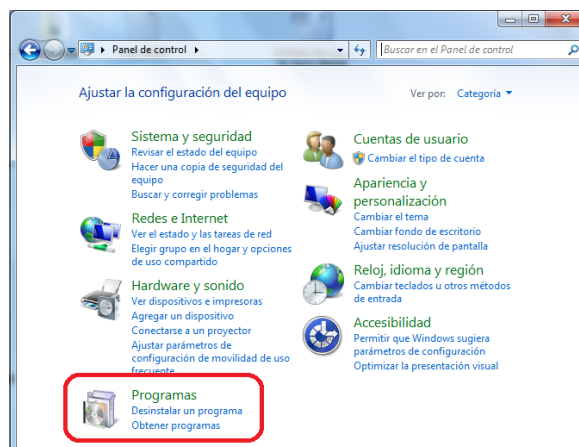 Panel de control
Buscar en el Panel de control
Ajustar la configuración del equipo
Ver por: Categoría
Sistema y seguridad
Revisar el estado del equipo
Hacer una copia de seguridad del
equipo
Buscar y corregir problemas
Redes e Internet
Ver el estado y las tareas de red
Elegir grupo en el hogar y opciones
de uso compartido
Hardware y sonido
Ver dispositivos e impresoras
Agregar un dispositivo
Conectarse a un proyector
Ajustar parámetros de
configuración de movilidad de uso
frecuente
Programas
Desinstalar un programa
Obtener programas
Cuentas de usuario
Cambiar el tipo de cuenta
Apariencia y
personalización
Cambiar el tema
Cambiar fondo de escritorio
Ajustar resolución de pantalla
Reloj, idioma y región
Cambiar teclados u otros métodos
de entrada
Accesibilidad
Permitir que Windows sugiera
parámetros de configuración
Optimizar la presentación visual